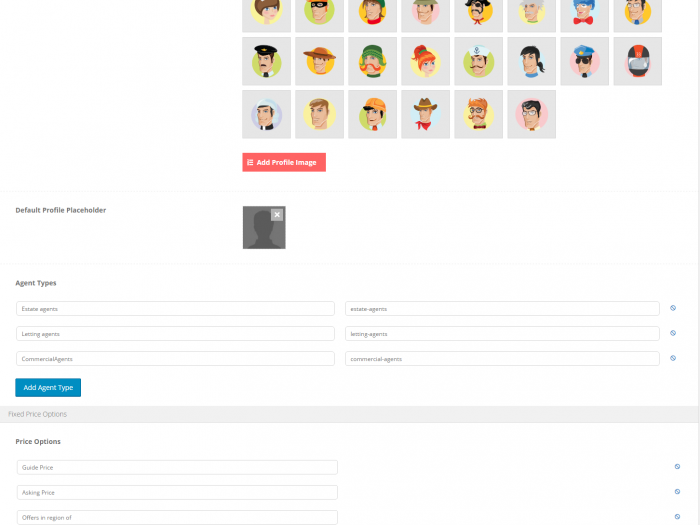 Add Profile Image
Default Profile Placeholder
Agent Types
Estate agents
estate-agents
Letting agents
letting-agents
CommercialAgents
commercial-agents
Add Agent Type
Fixed Price Options
Price Options
Guide Price
Asking Price
Offers in region of